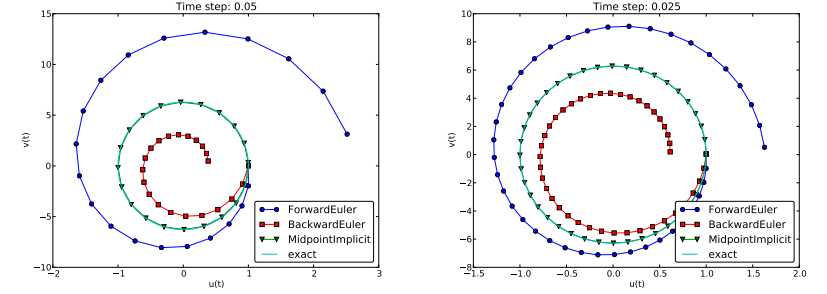 Time step: 0.05
15
10
5
0
−5
−10
−2
−1
0
1
2
3
v(t)
u(t)
ForwardEuler
BackwardEuler
MidpointImplicit
exact
Time step: 0.025
10
8
6
4
2
0
−2
−4
−6
−8
−1.5
−1.0
−0.5
0.0
0.5
1.0
1.5
2.0
v(t)
u(t)
ForwardEuler
BackwardEuler
MidpointImplicit
exact